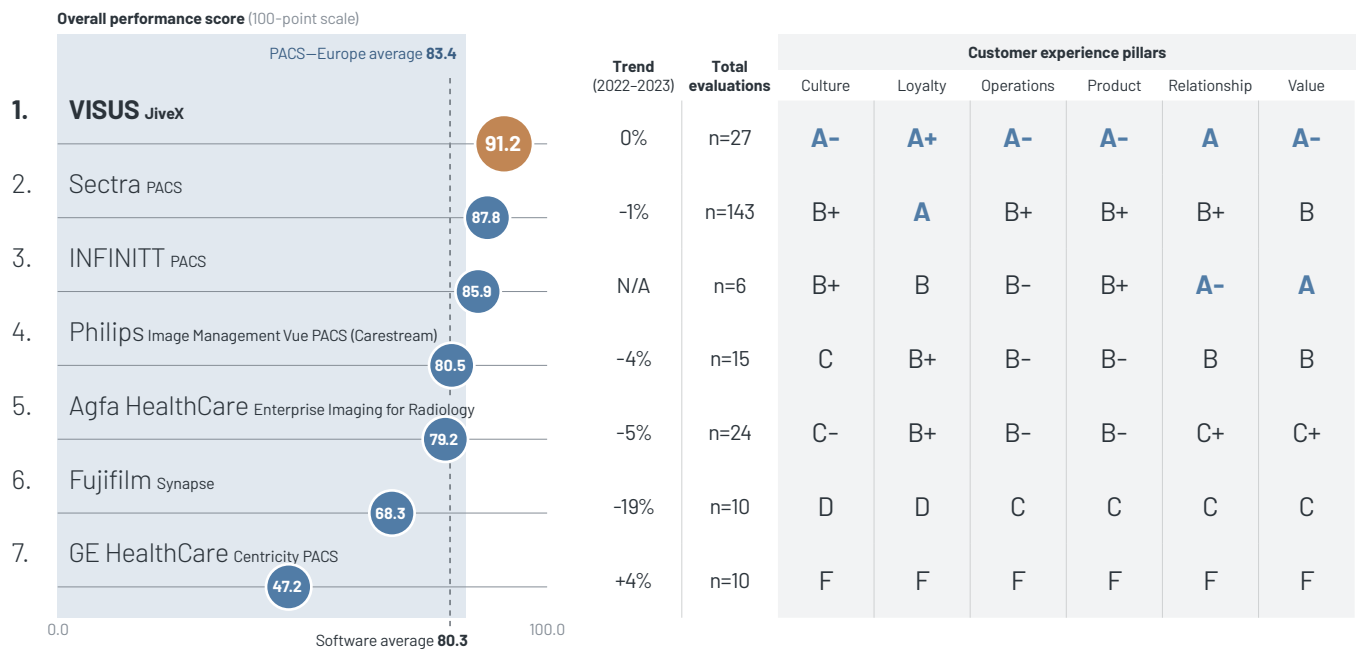 Overall performance score (100-point scale)
PACS—Europe average 83.4
Customer experience pillars
Trend
(2022–2023)
Total
evaluations
Culture Loyalty Operations Product Relationship Value
1. VISUS JiveX
91.2 0% n=27 A- A+ A- A- A A-
2. Sectra PACS
87.8 -1% n=143 B+ A B+ B+ B+ B
3. INFINITT PACS
85.9 N/A n=6 B+ B B- B+ A- A
4. Philips Image Management Vue PACS (Carestream)
80.5 -4% n=15 C B+ B- B- B B
5. Agfa HealthCare Enterprise Imaging for Radiology
79.2 -5% n=24 C- B+ B- B- C+ C+
6. Fujifilm Synapse
68.3 -19% n=10 D D C C C C
7. GE HealthCare Centricity PACS
47.2 +4% n=10 F F F F F F
0.0 100.0
Software average 80.3